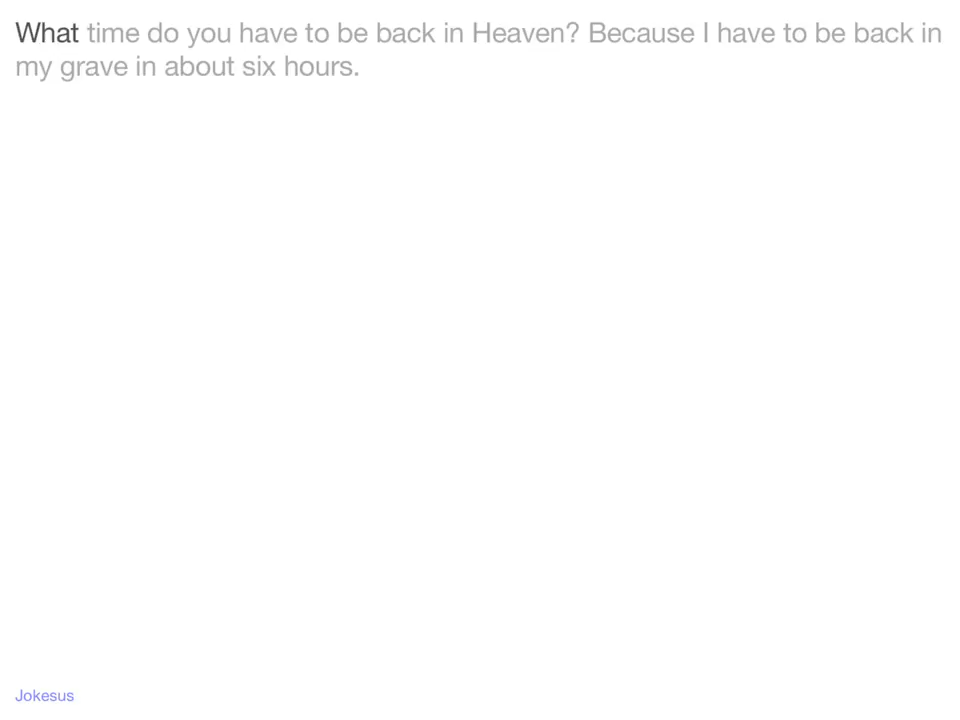 What time do you have to be back in Heaven? Because I have to be back in
my grave in about six hours.
Jokesus